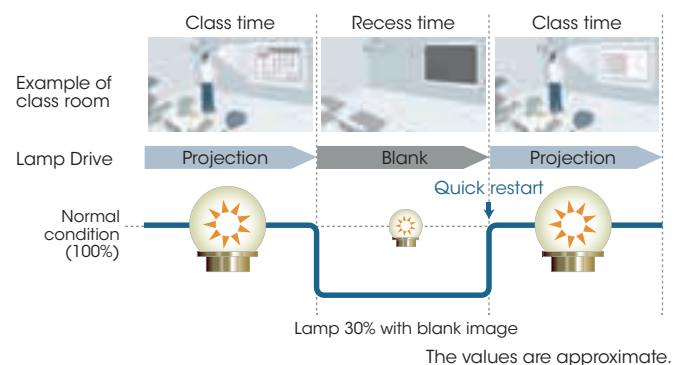 Class time
Recess time
Class time
Example of
class room
Lamp Drive
Projection
Blank
Projection
Quick restart
Normal
condition
(100%)
Lamp 30% with blank image
The values are approximate.